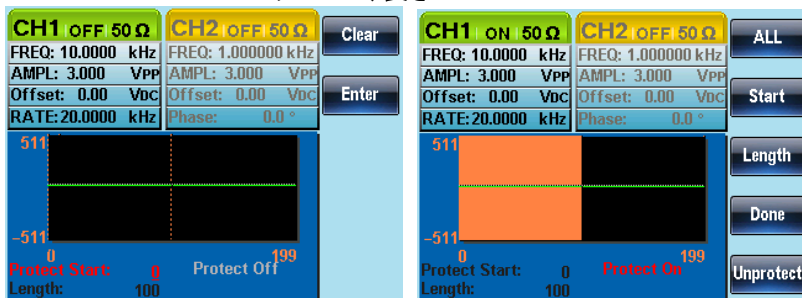 CH1 OFF 50 Ω CH2 OFF 50 Ω Clear
FREQ: 10.0000 kHz FREQ: 1.000000 kHz
AMPL: 3.000 VPP AMPL: 3.000 VPP
Offset: 0.00 VDC Offset: 0.00 VDC Enter
RATE: 20.0000 kHz Phase: 0.0 °
511
-511
0 199
Protect Start: 0 Protect Off
Length: 100
CH1 ON 50 Ω CH2 OFF 50 Ω ALL
FREQ: 10.0000 kHz FREQ: 1.000000 kHz
AMPL: 3.000 VPP AMPL: 3.000 VPP
Offset: 0.00 VDC Offset: 0.00 VDC Start
RATE: 20.0000 kHz Phase: 0.0 °
511
Length
Done
-511
0 199
Protect Start: 0 Protect On
Unprotect
Length: 100